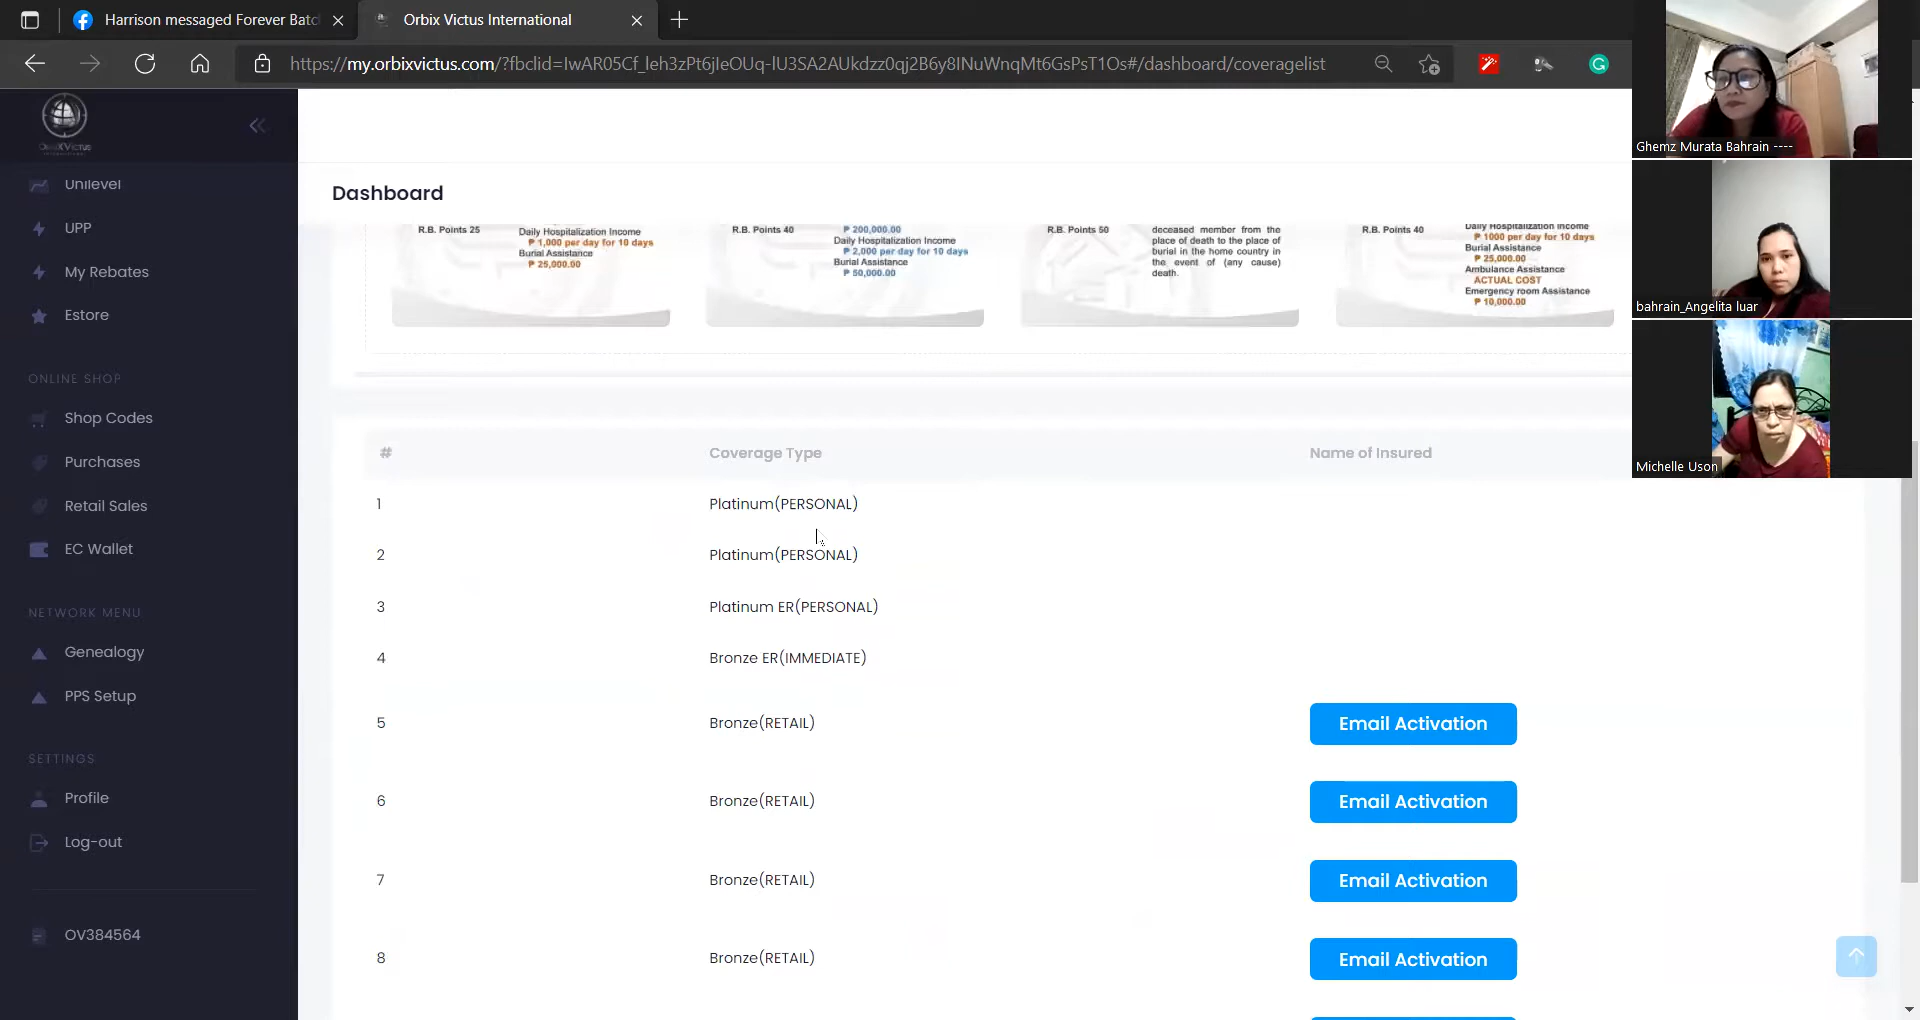 Harrison messaged Forever Batc
Orbix Victus International
https://my.orbixvictus.com/?fbclid=IwAR05Cf_leh3zPt6jIeOUq-lU3SA2AUkdzz0qj2B6y8INuWnqMt6GsPsT1Os#/dashboard/coveragelist
OrbiXVictus
Unilevel
UPP
My Rebates
Estore
ONLINE SHOP
Shop Codes
Purchases
Retail Sales
EC Wallet
NETWORK MENU
Genealogy
PPS Setup
SETTINGS
Profile
Log-out
OV384564
Dashboard
R.B. Points 25
Daily Hospitalization Income
₱ 1,000 per day for 10 days
Burial Assistance
₱ 25,000.00
R.B. Points 40
₱ 200,000.00
Daily Hospitalization Income
₱ 2,000 per day for 10 days
Burial Assistance
₱ 50,000.00
R.B. Points 50
deceased member from the
place of death to the place of
burial in the home country in
the event of (any cause)
death.
R.B. Points 40
Daily Hospitalization Income
₱ 1000 per day for 10 days
Burial Assistance
₱ 25,000.00
Ambulance Assistance
ACTUAL COST
Emergency room Assistance
₱ 10,000.00
# Coverage Type Name of Insured
1 Platinum(PERSONAL)
2 Platinum(PERSONAL)
3 Platinum ER(PERSONAL)
4 Bronze ER(IMMEDIATE)
5 Bronze(RETAIL) Email Activation
6 Bronze(RETAIL) Email Activation
7 Bronze(RETAIL) Email Activation
8 Bronze(RETAIL) Email Activation
Ghemz Murata Bahrain ----
bahrain_Angelita luar
Michelle Uson